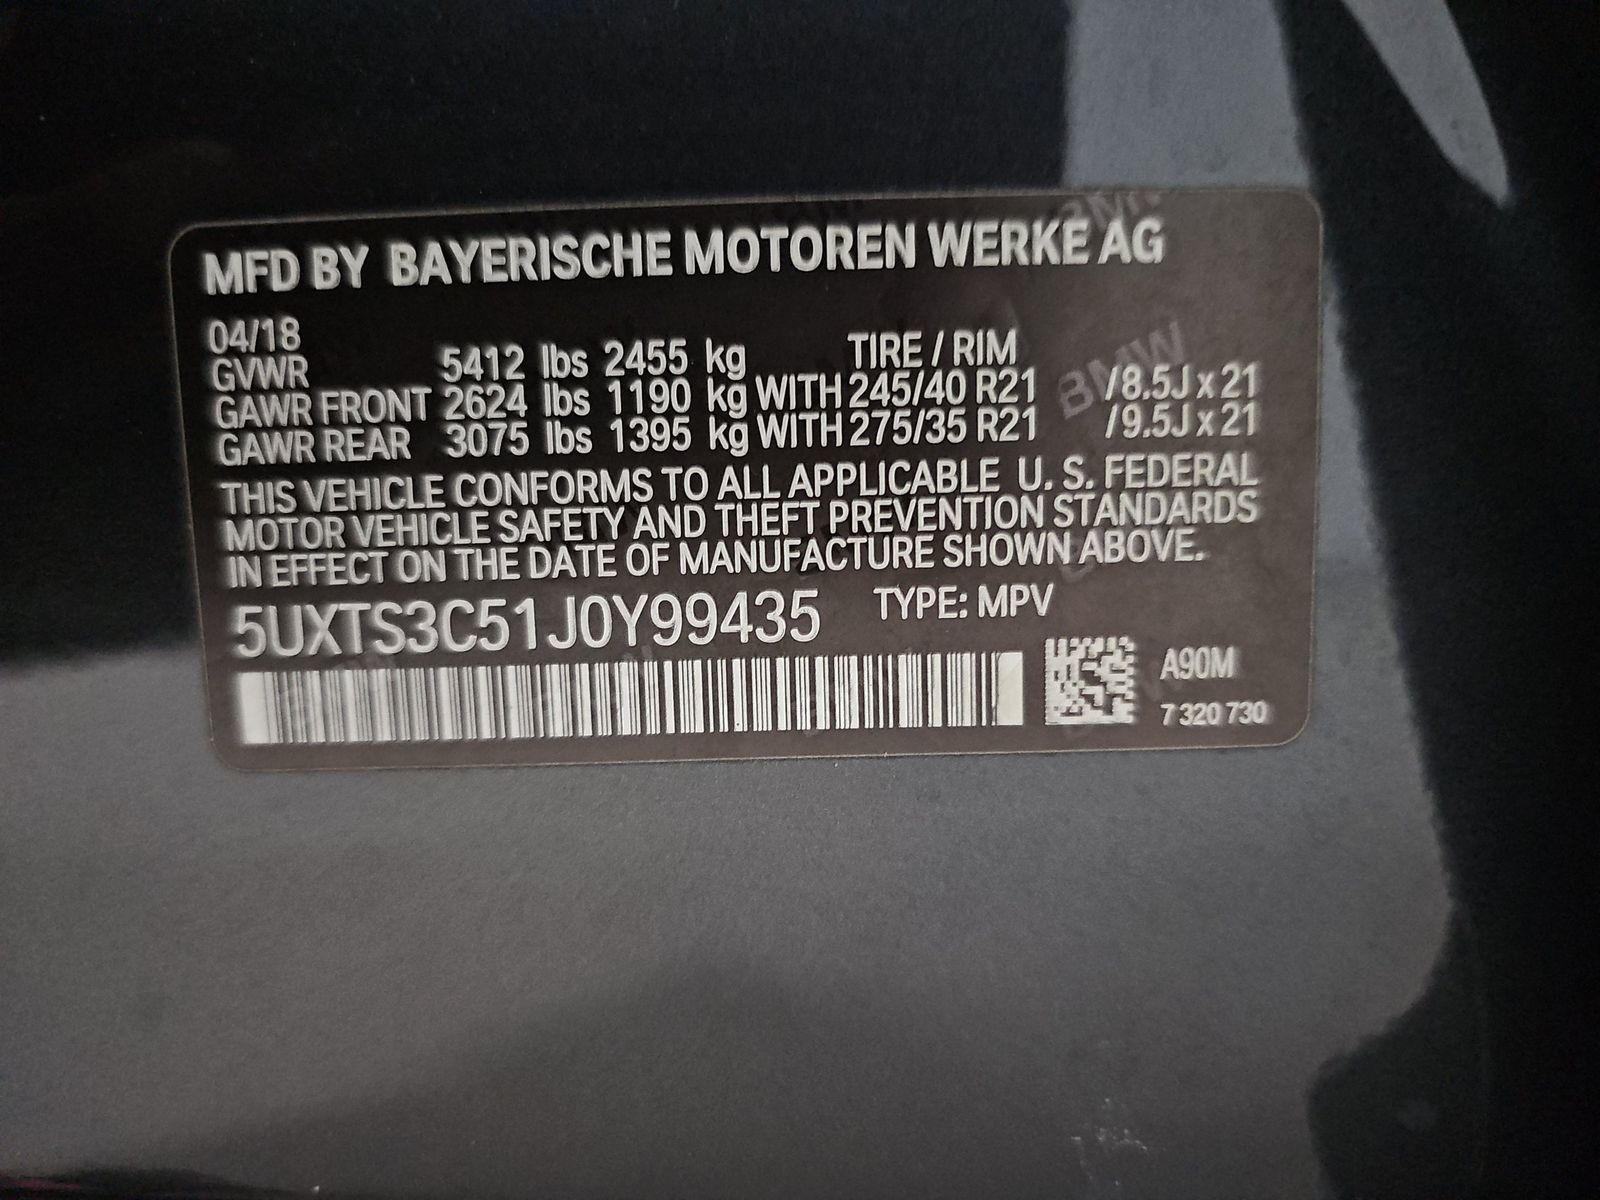 MFD BY BAYERISCHE MOTOREN WERKE AG
04/18
GVWR 5412 lbs 2455 kg TIRE / RIM
GAWR FRONT 2624 lbs 1190 kg WITH 245/40 R21 /8.5J x 21
GAWR REAR 3075 lbs 1395 kg WITH 275/35 R21 /9.5J x 21
THIS VEHICLE CONFORMS TO ALL APPLICABLE U. S. FEDERAL
MOTOR VEHICLE SAFETY AND THEFT PREVENTION STANDARDS
IN EFFECT ON THE DATE OF MANUFACTURE SHOWN ABOVE.
5UXTS3C51J0Y99435 TYPE: MPV
A90M
7 320 730
BMW